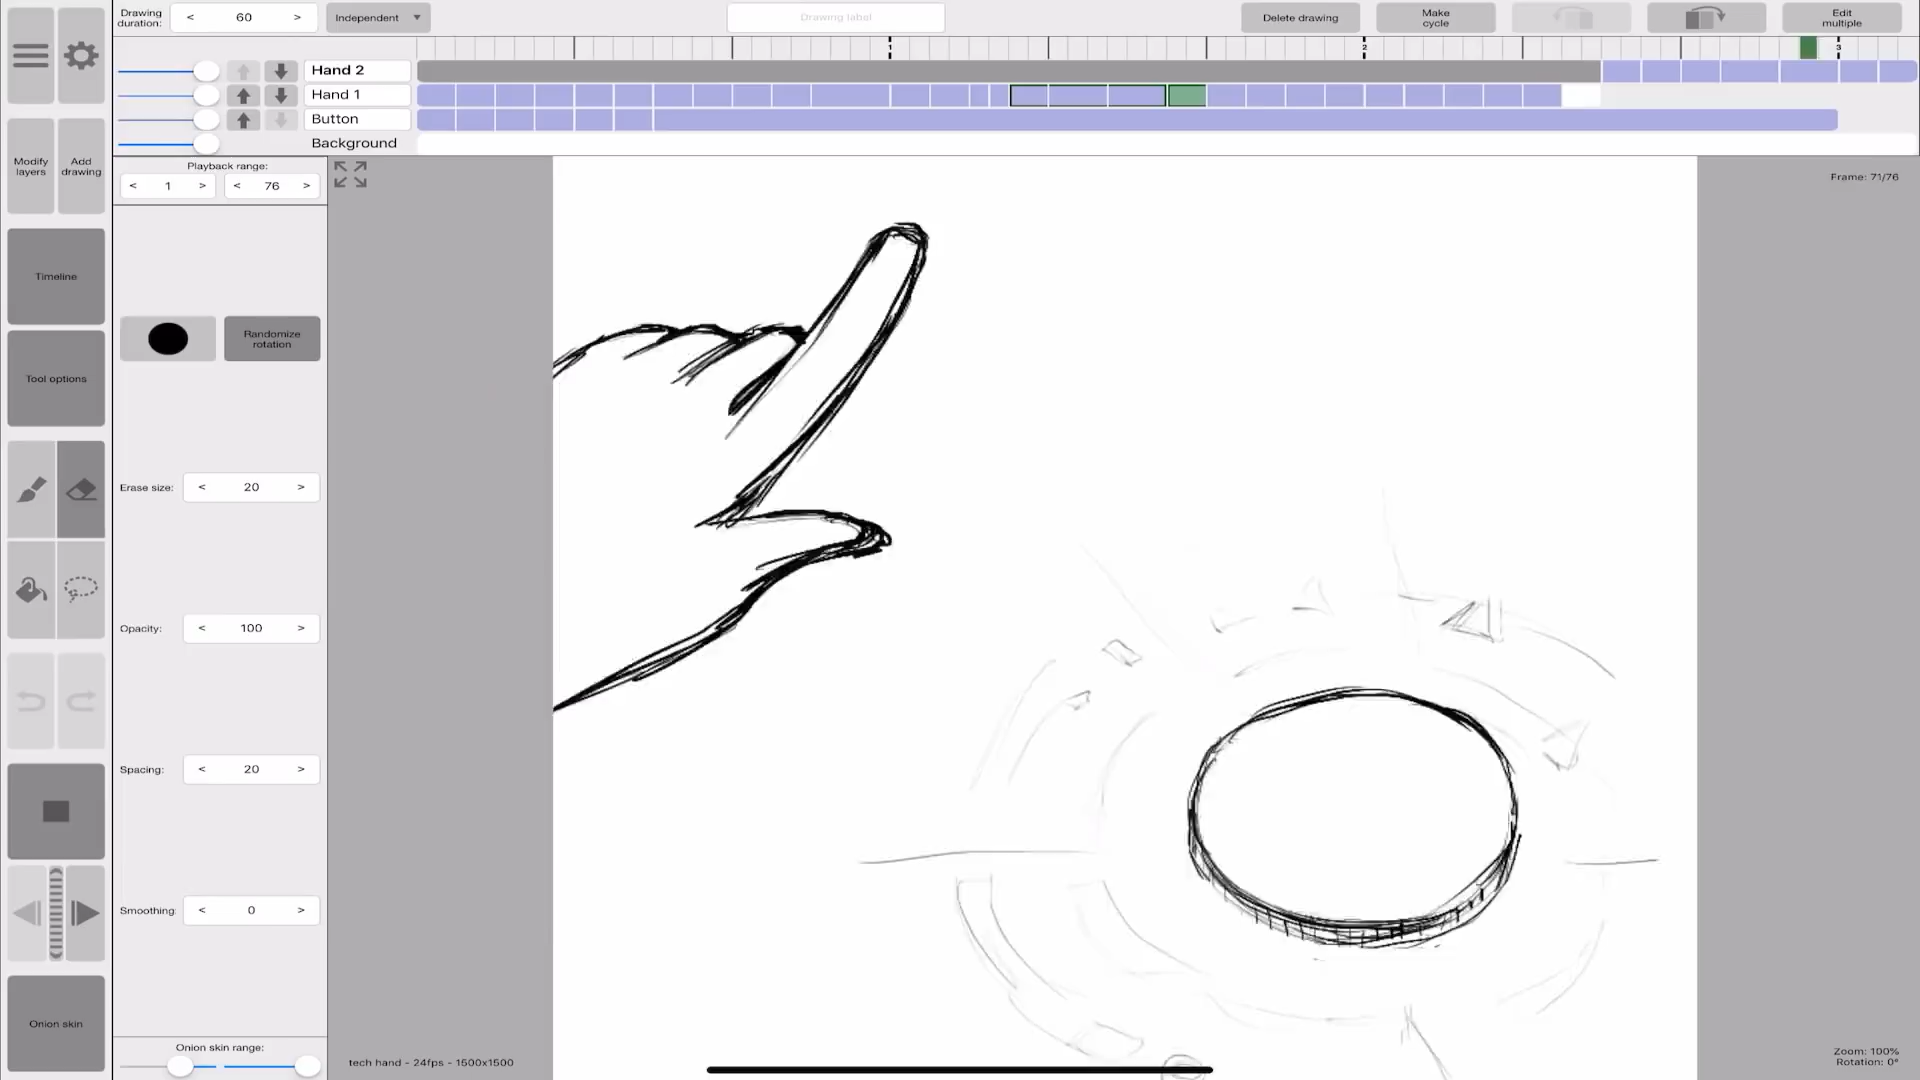 Drawing
duration:
< 60 >
Independent
Drawing label
Delete drawing
Make
cycle
Edit
multiple
1
2
3
Hand 2
Hand 1
Button
Background
Modify
layers
Add
drawing
Playback range:
< 1 >
< 76 >
Frame: 71/76
Timeline
Randomize
rotation
Tool options
Erase size:
< 20 >
Opacity:
< 100 >
Spacing:
< 20 >
Smoothing:
< 0 >
Onion skin
Onion skin range:
tech hand - 24fps - 1500x1500
Zoom: 100%
Rotation: 0°